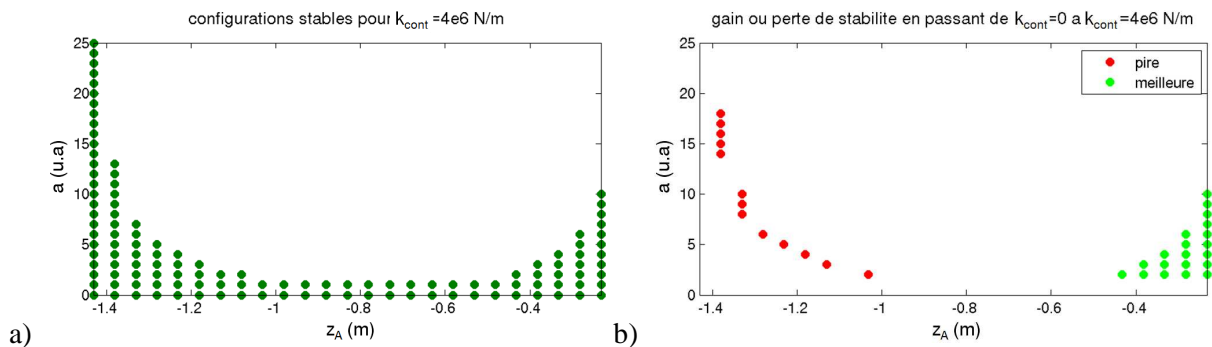 configurations stables pour k_cont =4e6 N/m
25
20
15
10
5
0
a (u.a)
-1.4 -1.2 -1 -0.8 -0.6 -0.4
z_A (m)
a)
gain ou perte de stabilite en passant de k_cont=0 a k_cont=4e6 N/m
pire
meilleure
25
20
15
10
5
0
a (u.a)
-1.4 -1.2 -1 -0.8 -0.6 -0.4
z_A (m)
b)